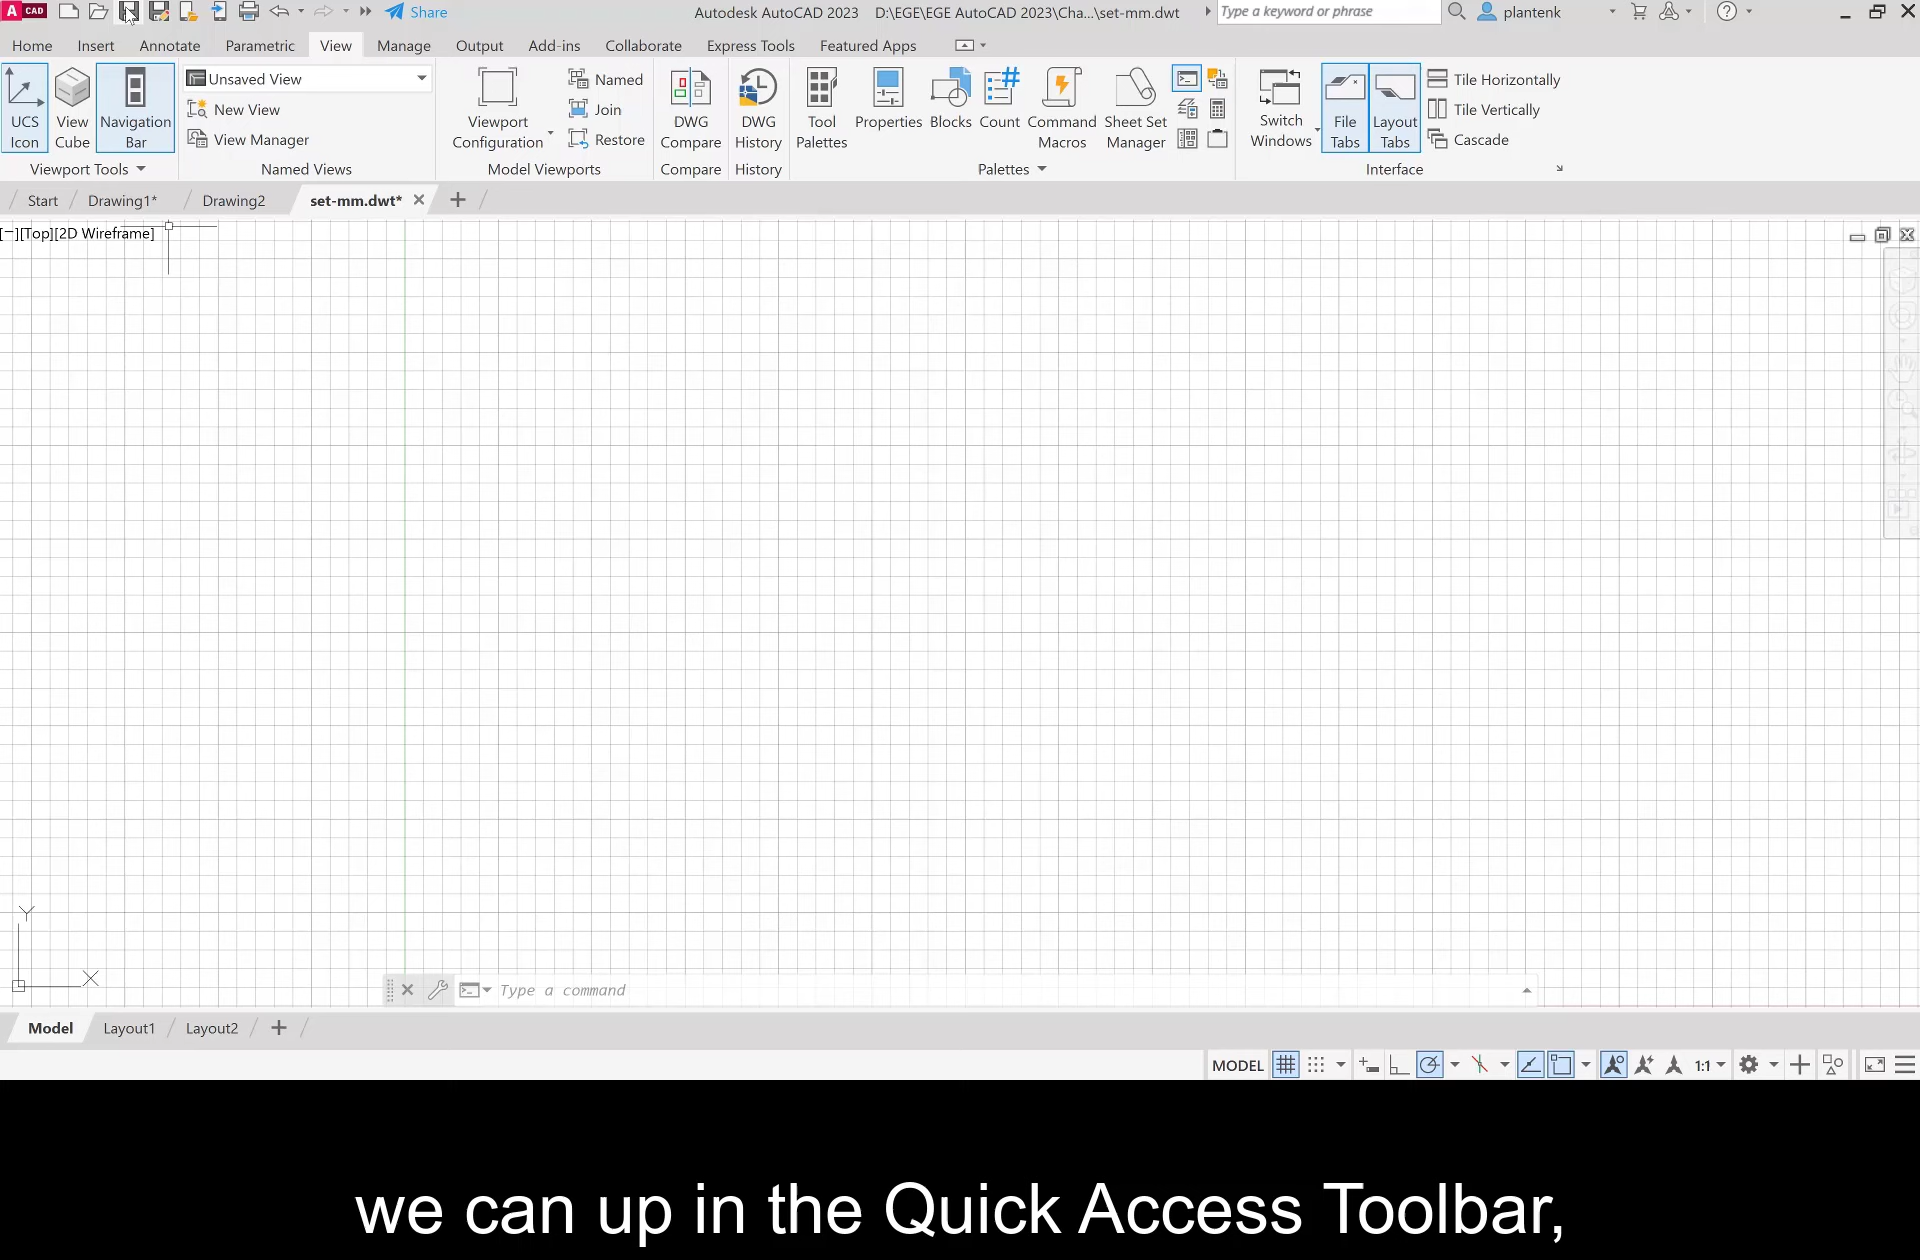 A CAD Share Autodesk AutoCAD 2023 D:\EGE\EGE AutoCAD 2023\Cha...\set-mm.dwt Type a keyword or phrase plantenk
Home Insert Annotate Parametric View Manage Output Add-ins Collaborate Express Tools Featured Apps
UCS Icon
View Cube
Navigation Bar
Viewport Tools
Unsaved View
New View
View Manager
Named Views
Viewport Configuration
Named
Join
Restore
Model Viewports
DWG Compare
Compare
DWG History
History
Tool Palettes
Properties
Blocks
Count
Command Macros
Sheet Set Manager
Palettes
Switch Windows
File Tabs
Layout Tabs
Tile Horizontally
Tile Vertically
Cascade
Interface
Start Drawing1* Drawing2 set-mm.dwt*
[−][Top][2D Wireframe]
Y
X
Type a command
Model Layout1 Layout2
MODEL 1:1
we can up in the Quick Access Toolbar,